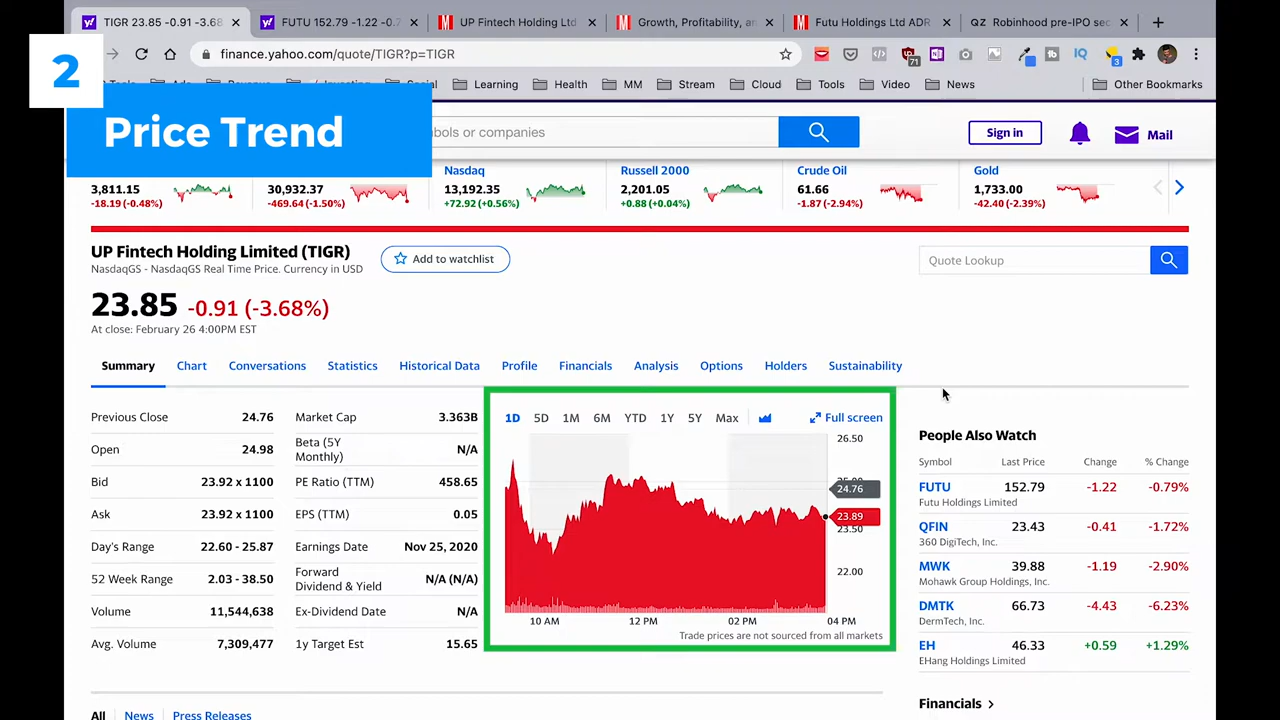 TIGR 23.85 -0.91 -3.68
FUTU 152.79 -1.22 -0.7
UP Fintech Holding Ltd
Growth, Profitability, an
Futu Holdings Ltd ADR
Robinhood pre-IPO sec
finance.yahoo.com/quote/TIGR?p=TIGR
71
IQ
3
2
Learning
Health
MM
Stream
Cloud
Tools
Video
News
Other Bookmarks
Price Trend
bols or companies
Sign in
Mail
Nasdaq
Russell 2000
Crude Oil
Gold
3,811.15
30,932.37
13,192.35
2,201.05
61.66
1,733.00
-18.19 (-0.48%)
-469.64 (-1.50%)
+72.92 (+0.56%)
+0.88 (+0.04%)
-1.87 (-2.94%)
-42.40 (-2.39%)
UP Fintech Holding Limited (TIGR)
NasdaqGS - NasdaqGS Real Time Price. Currency in USD
Add to watchlist
Quote Lookup
23.85 -0.91 (-3.68%)
At close: February 26 4:00PM EST
Summary
Chart
Conversations
Statistics
Historical Data
Profile
Financials
Analysis
Options
Holders
Sustainability
Previous Close 24.76
Open 24.98
Bid 23.92 x 1100
Ask 23.92 x 1100
Day's Range 22.60 - 25.87
52 Week Range 2.03 - 38.50
Volume 11,544,638
Avg. Volume 7,309,477
Market Cap 3.363B
Beta (5Y
Monthly) N/A
PE Ratio (TTM) 458.65
EPS (TTM) 0.05
Earnings Date Nov 25, 2020
Forward
Dividend & Yield N/A (N/A)
Ex-Dividend Date N/A
1y Target Est 15.65
1D 5D 1M 6M YTD 1Y 5Y Max Full screen
26.50
25.00
24.76
23.89
23.50
22.00
10 AM 12 PM 02 PM 04 PM
Trade prices are not sourced from all markets
People Also Watch
Symbol Last Price Change % Change
FUTU 152.79 -1.22 -0.79%
Futu Holdings Limited
QFIN 23.43 -0.41 -1.72%
360 DigiTech, Inc.
MWK 39.88 -1.19 -2.90%
Mohawk Group Holdings, Inc.
DMTK 66.73 -4.43 -6.23%
DermTech, Inc.
EH 46.33 +0.59 +1.29%
EHang Holdings Limited
Financials
All News Press Releases